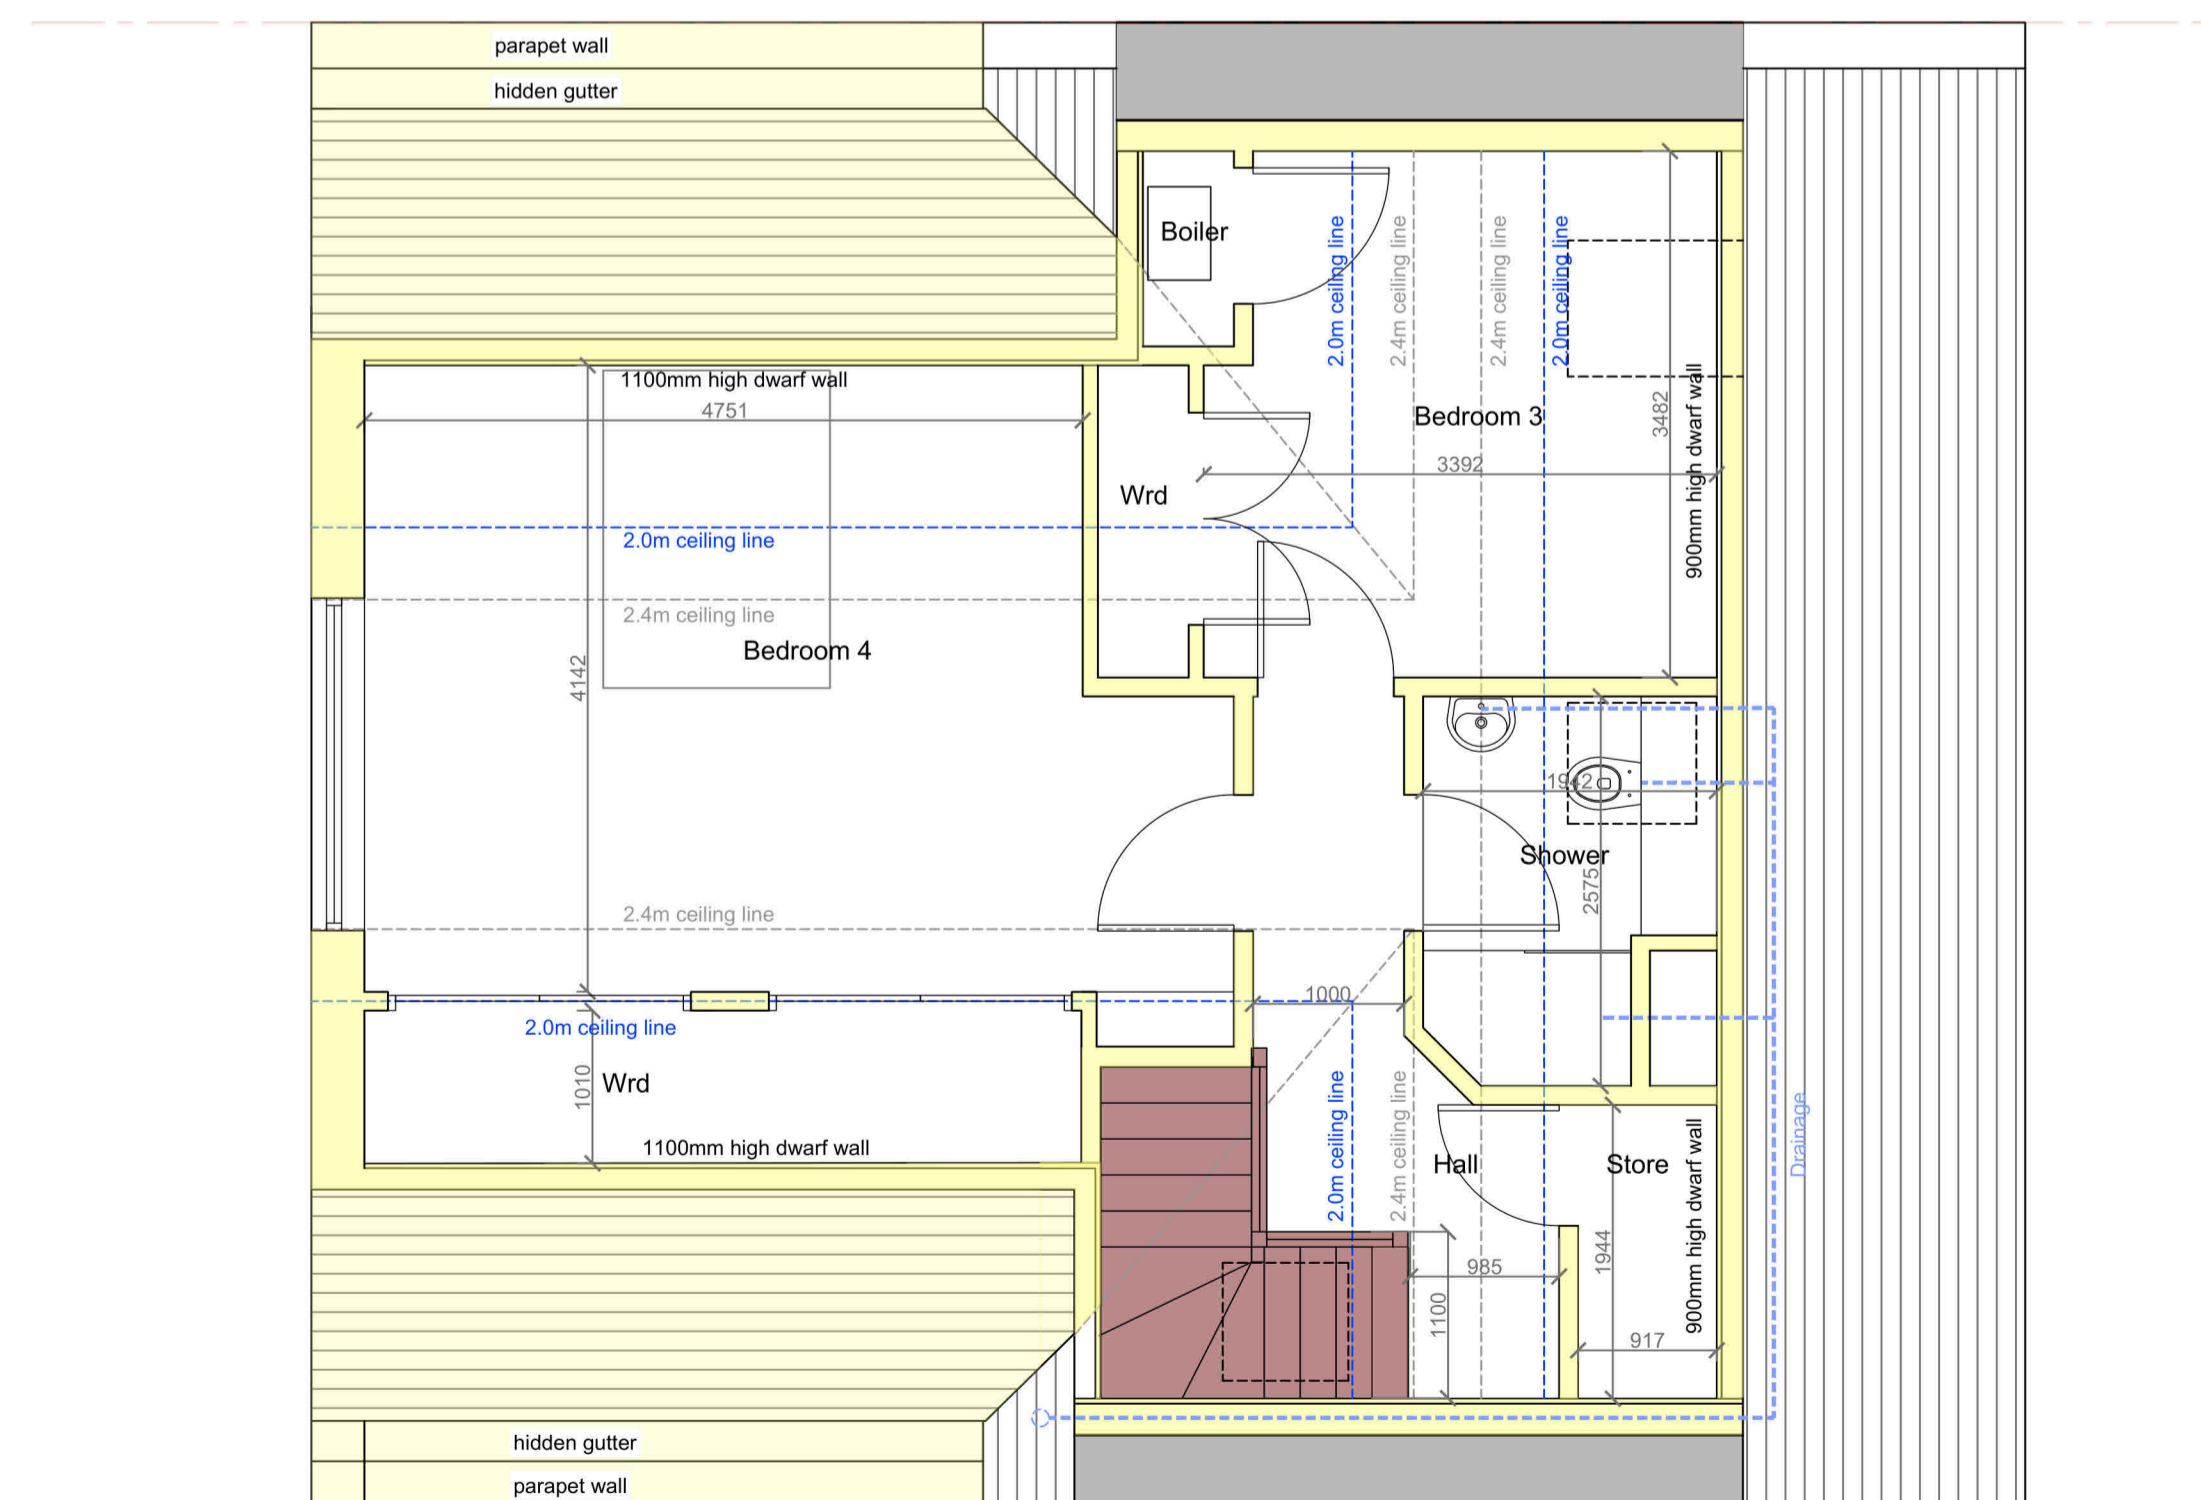 parapet wall
hidden gutter
Boiler
2.0m ceiling line
2.4m ceiling line
2.4m ceiling line
2.0m ceiling line
1100mm high dwarf wall
4751
Bedroom 3
3482
900mm high dwarf wall
3392
Wrd
2.0m ceiling line
2.4m ceiling line
Bedroom 4
4142
1942
Shower
2575
2.4m ceiling line
1000
2.0m ceiling line
Wrd
1010
1100mm high dwarf wall
2.0m ceiling line
2.4m ceiling line
Hall
Store
900mm high dwarf wall
Drainage
1944
985
1100
917
hidden gutter
parapet wall